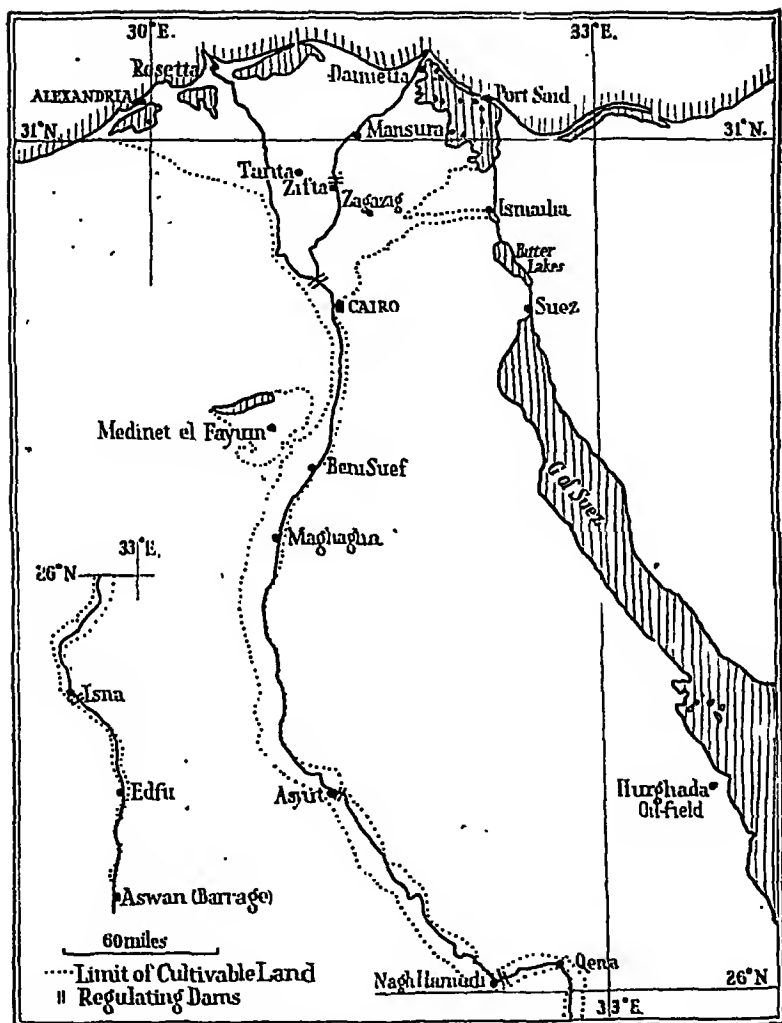 30°E.
33°E.
Rosetta
Damietta
ALEXANDRIA
Port Said
31°N.
31°N.
Mansura
Tanta
Zifta
Zagazig
Ismailia
Bitter
Lakes
CAIRO
Suez
Medinet el Fayum
Beni Suef
G of Suez
Maghagha
33°E.
26°N
Isna
Edfu
Asyut
Hurghada
Oil-field
Aswan (Barrage)
60 miles
Limit of Cultivable Land
Regulating Dams
Nagh Hamadi
Qena
26°N
33°E.